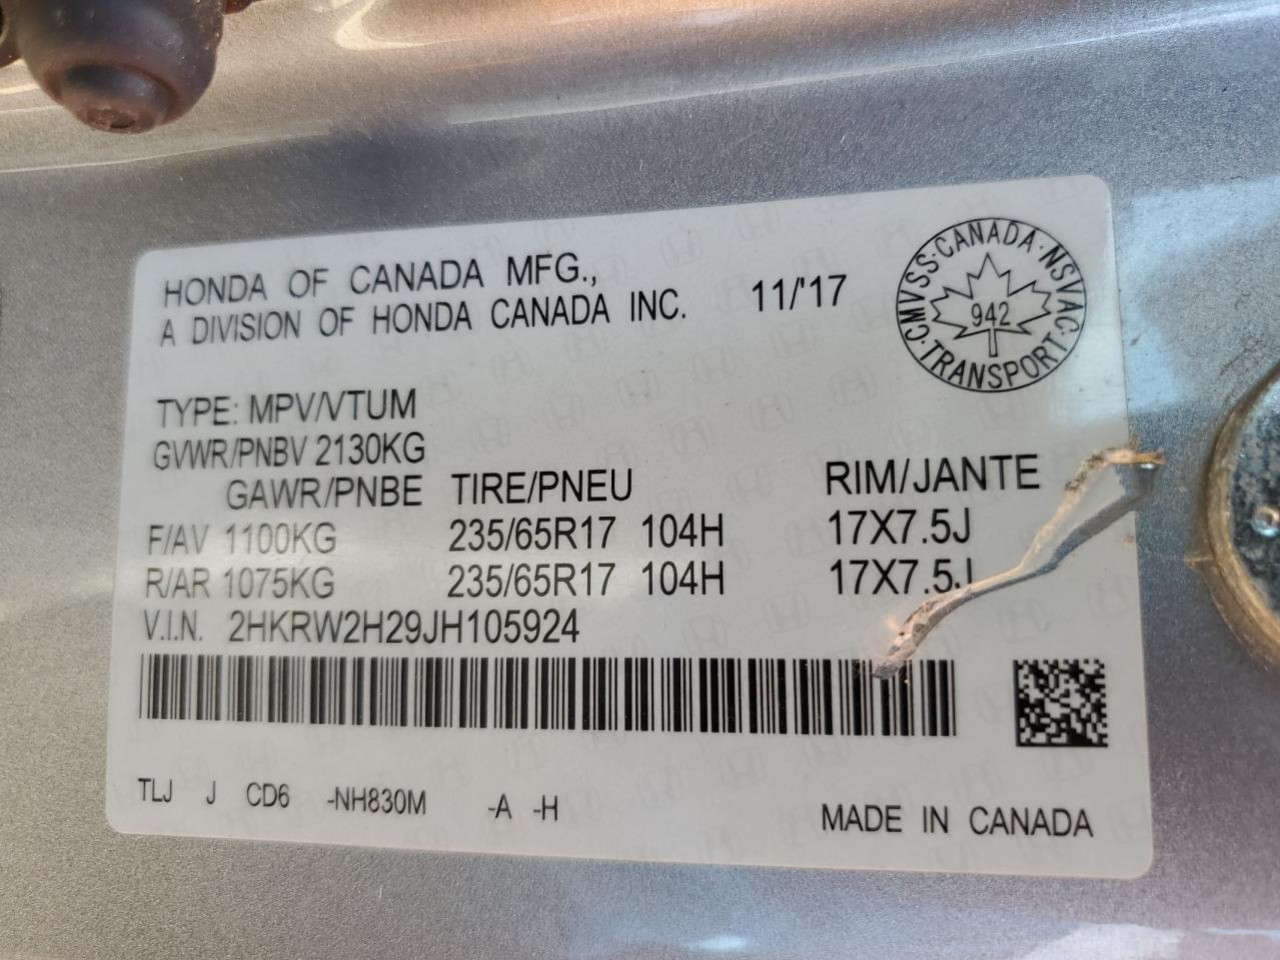 HONDA OF CANADA MFG.,
A DIVISION OF HONDA CANADA INC.
11/'17
CMVSS·CANADA·NSVAC·TRANSPORT·
942
TYPE: MPV/VTUM
GVWR/PNBV 2130KG
GAWR/PNBE TIRE/PNEU RIM/JANTE
F/AV 1100KG 235/65R17 104H 17X7.5J
R/AR 1075KG 235/65R17 104H 17X7.5J
V.I.N. 2HKRW2H29JH105924
TLJ J CD6 -NH830M -A -H
MADE IN CANADA